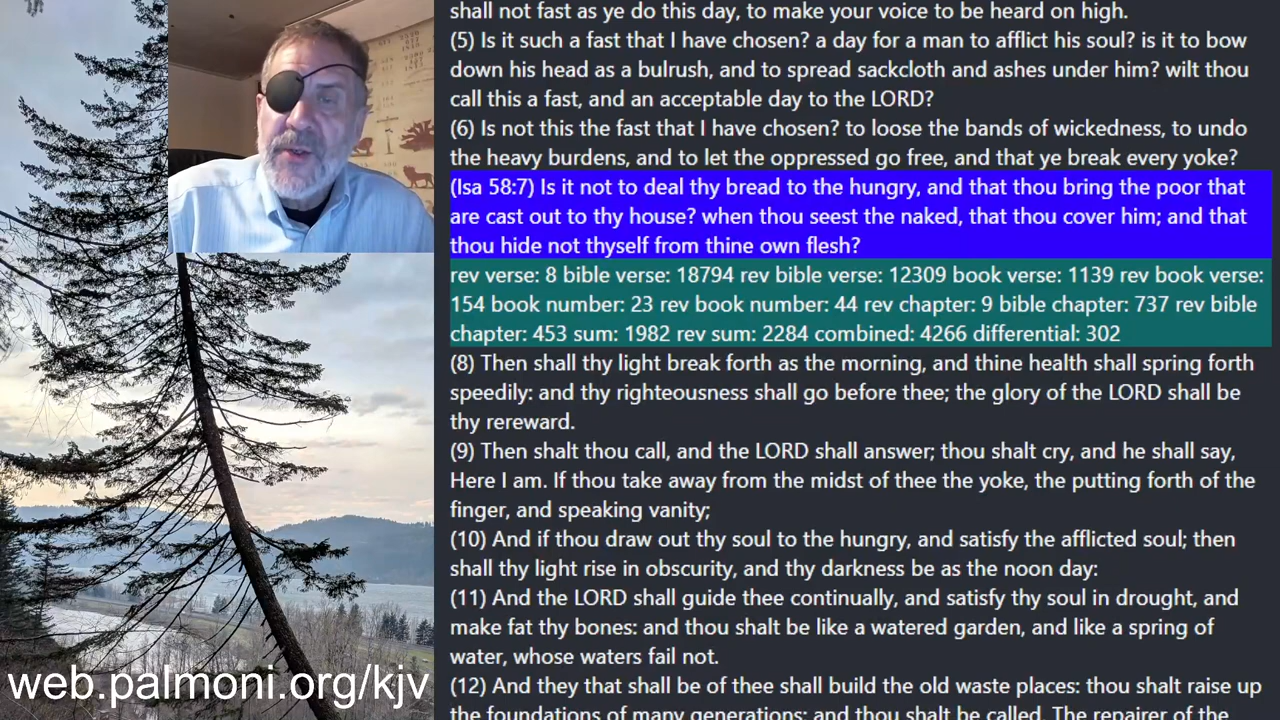 shall not fast as ye do this day, to make your voice to be heard on high.
(5) Is it such a fast that I have chosen? a day for a man to afflict his soul? is it to bow
down his head as a bulrush, and to spread sackcloth and ashes under him? wilt thou
call this a fast, and an acceptable day to the LORD?
(6) Is not this the fast that I have chosen? to loose the bands of wickedness, to undo
the heavy burdens, and to let the oppressed go free, and that ye break every yoke?
(Isa 58:7) Is it not to deal thy bread to the hungry, and that thou bring the poor that
are cast out to thy house? when thou seest the naked, that thou cover him; and that
thou hide not thyself from thine own flesh?
rev verse: 8 bible verse: 18794 rev bible verse: 12309 book verse: 1139 rev book verse:
154 book number: 23 rev book number: 44 rev chapter: 9 bible chapter: 737 rev bible
chapter: 453 sum: 1982 rev sum: 2284 combined: 4266 differential: 302
(8) Then shall thy light break forth as the morning, and thine health shall spring forth
speedily: and thy righteousness shall go before thee; the glory of the LORD shall be
thy rereward.
(9) Then shalt thou call, and the LORD shall answer; thou shalt cry, and he shall say,
Here I am. If thou take away from the midst of thee the yoke, the putting forth of the
finger, and speaking vanity;
(10) And if thou draw out thy soul to the hungry, and satisfy the afflicted soul; then
shall thy light rise in obscurity, and thy darkness be as the noon day:
(11) And the LORD shall guide thee continually, and satisfy thy soul in drought, and
make fat thy bones: and thou shalt be like a watered garden, and like a spring of
water, whose waters fail not.
(12) And they that shall be of thee shall build the old waste places: thou shalt raise up
the foundations of many generations; and thou shalt be called, The repairer of the
web.palmoni.org/kjv